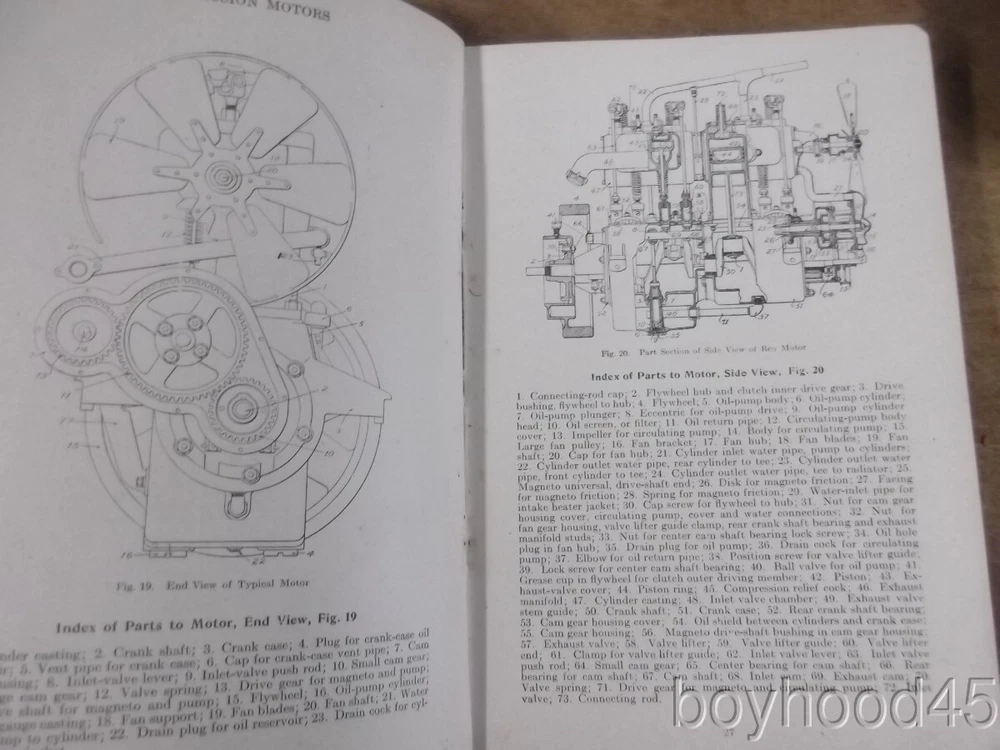 MOTORS
Fig. 19. End View of Typical Motor
Index of Parts to Motor, End View, Fig. 19
casting; 2. Crank shaft; 3. Crank case; 4. Plug for crank-case oil
5. Vent pipe for crank case; 6. Cap for crank-case vent pipe; 7. Cam
8. Inlet-valve lever; 9. Inlet-valve push rod; 10. Small cam gear;
cam gear; 12. Valve spring; 13. Drive gear for magneto and pump;
shaft for magneto and pump; 15. Flywheel; 16. Oil-pump cylinder;
gauge casting; 18. Fan support; 19. Fan blades; 20. Fan shaft; 21. Water
to cylinder; 22. Drain plug for oil reservoir; 23. Drain cock for cyl-
Fig. 20. Part Section of Side View of Reo Motor
Index of Parts to Motor, Side View, Fig. 20
1. Connecting-rod cap; 2. Flywheel hub and clutch inner drive gear; 3. Drive
bushing, flywheel to hub; 4. Flywheel; 5. Oil-pump body; 6. Oil-pump cylinder;
7. Oil-pump plunger; 8. Eccentric for oil-pump drive; 9. Oil-pump cylinder
head; 10. Oil screen, or filter; 11. Oil return pipe; 12. Circulating-pump body
cover; 13. Impeller for circulating pump; 14. Body for circulating pump; 15.
Large fan pulley; 16. Fan bracket; 17. Fan hub; 18. Fan blades; 19. Fan
shaft; 20. Cap for fan hub; 21. Cylinder inlet water pipe, pump to cylinders;
22. Cylinder outlet water pipe, rear cylinder to tee; 23. Cylinder outlet water
pipe, front cylinder to tee; 24. Cylinder outlet water pipe, tee to radiator; 25.
Magneto universal, drive-shaft end; 26. Disk for magneto friction; 27. Facing
for magneto friction; 28. Spring for magneto friction; 29. Water-inlet pipe for
intake heater jacket; 30. Cap screw for flywheel to hub; 31. Nut for cam gear
housing cover, circulating pump, cover and water connections; 32. Nut for
fan gear housing, valve lifter guide clamp, rear crank shaft bearing and exhaust
manifold studs; 33. Nut for center cam shaft bearing lock screw; 34. Oil hole
plug in fan hub; 35. Drain plug for oil pump; 36. Drain cock for circulating
pump; 37. Elbow for oil return pipe; 38. Position screw for valve lifter guide;
39. Lock screw for center cam shaft bearing; 40. Ball valve for oil pump; 41.
Grease cup in flywheel for clutch outer driving member; 42. Piston; 43. Ex-
haust-valve cover; 44. Piston ring; 45. Compression relief cock; 46. Exhaust
manifold; 47. Cylinder casting; 48. Inlet valve chamber; 49. Exhaust valve
stem guide; 50. Crank shaft; 51. Crank case; 52. Rear crank shaft bearing;
53. Cam gear housing cover; 54. Oil shield between cylinders and crank case;
55. Cam gear housing; 56. Magneto drive-shaft bushing in cam gear housing;
57. Exhaust valve; 58. Valve lifter; 59. Valve lifter guide; 60. Valve lifter
end; 61. Clamp for valve lifter guide; 62. Inlet valve lever; 63. Inlet valve
push rod; 64. Small cam gear; 65. Center bearing for cam shaft; 66. Rear
bearing for cam shaft; 67. Cam shaft; 68. Inlet cam; 69. Exhaust cam; 70.
Valve spring; 71. Drive gear for magneto and circulating pump; 72. Inlet
valve; 73. Connecting rod.
27
boyhood45